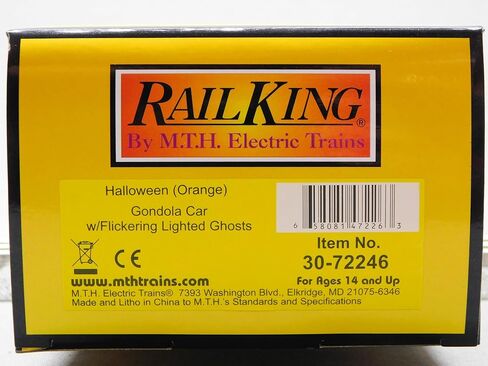 RAILKING®
By M.T.H. Electric Trains
Halloween (Orange)
Gondola Car
w/Flickering Lighted Ghosts
6 58081 47226 3
Item No.
30-72246
CE
www.mthtrains.com
For Ages 14 and Up
M.T.H. Electric Trains® 7393 Washington Blvd., Elkridge, MD 21075-6346
Made and Litho in China to M.T.H.'s Standards and Specifications